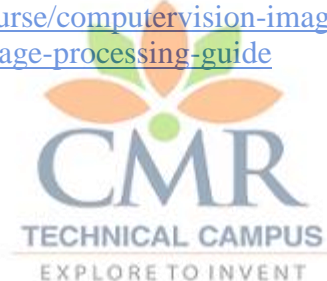 urse/computervision-imag
age-processing-guide
CMR
TECHNICAL CAMPUS
EXPLORE TO INVENT